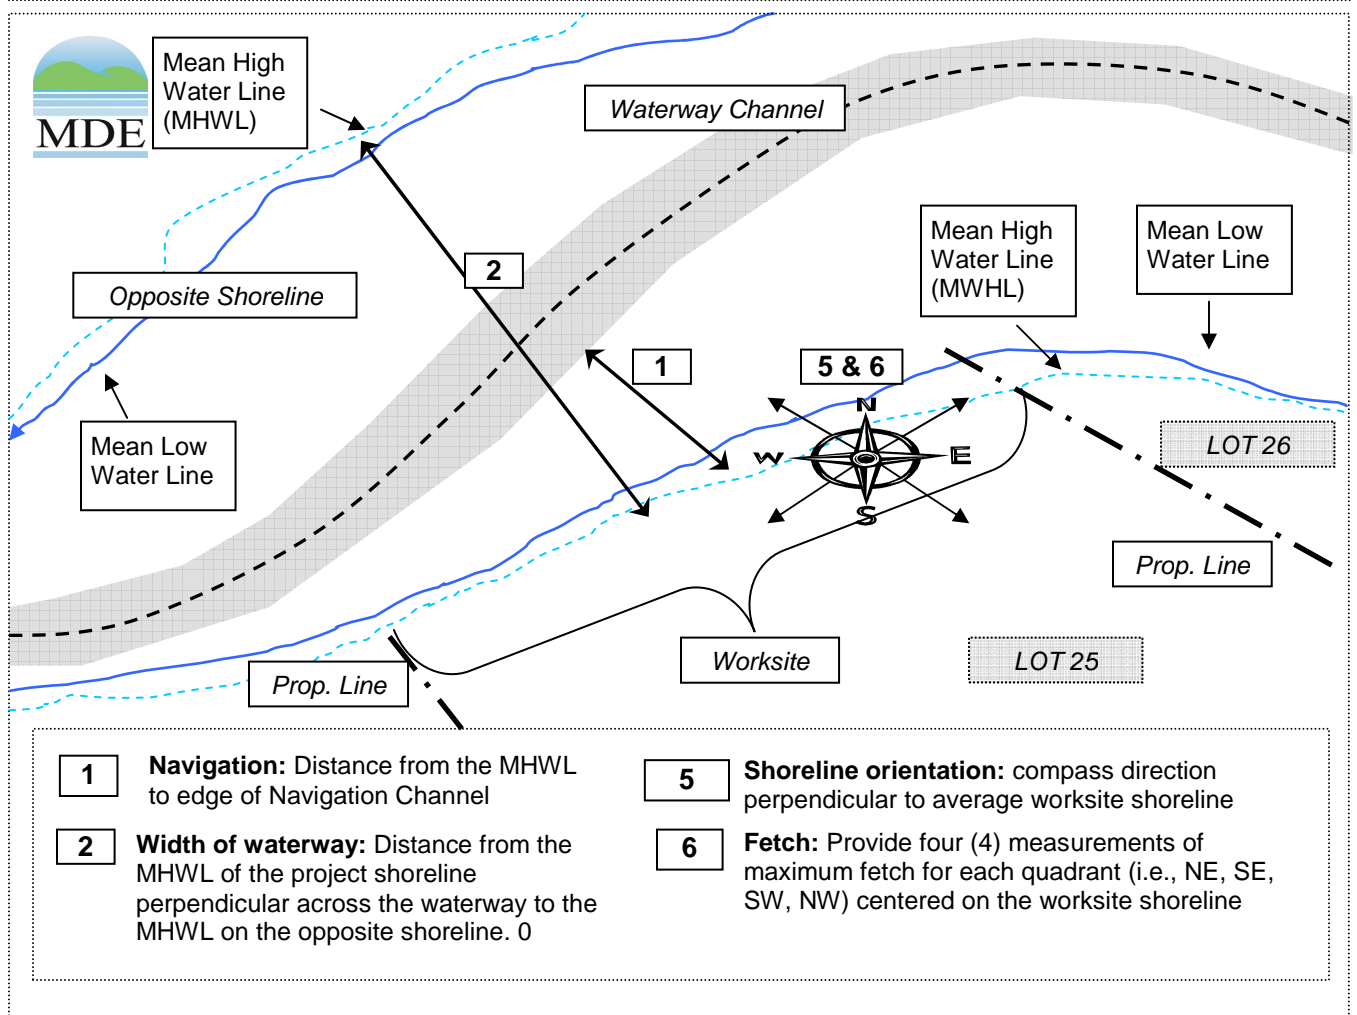 MDE
Mean High
Water Line
(MHWL)
Waterway Channel
2
Opposite Shoreline
1
5 & 6
Mean High
Water Line
(MWHL)
Mean Low
Water Line
Mean Low
Water Line
N
W
E
S
LOT 26
Prop. Line
Worksite
LOT 25
Prop. Line
1
Navigation: Distance from the MHWL
to edge of Navigation Channel
2
Width of waterway: Distance from the
MHWL of the project shoreline
perpendicular across the waterway to the
MHWL on the opposite shoreline. 0
5
Shoreline orientation: compass direction
perpendicular to average worksite shoreline
6
Fetch: Provide four (4) measurements of
maximum fetch for each quadrant (i.e., NE, SE,
SW, NW) centered on the worksite shoreline